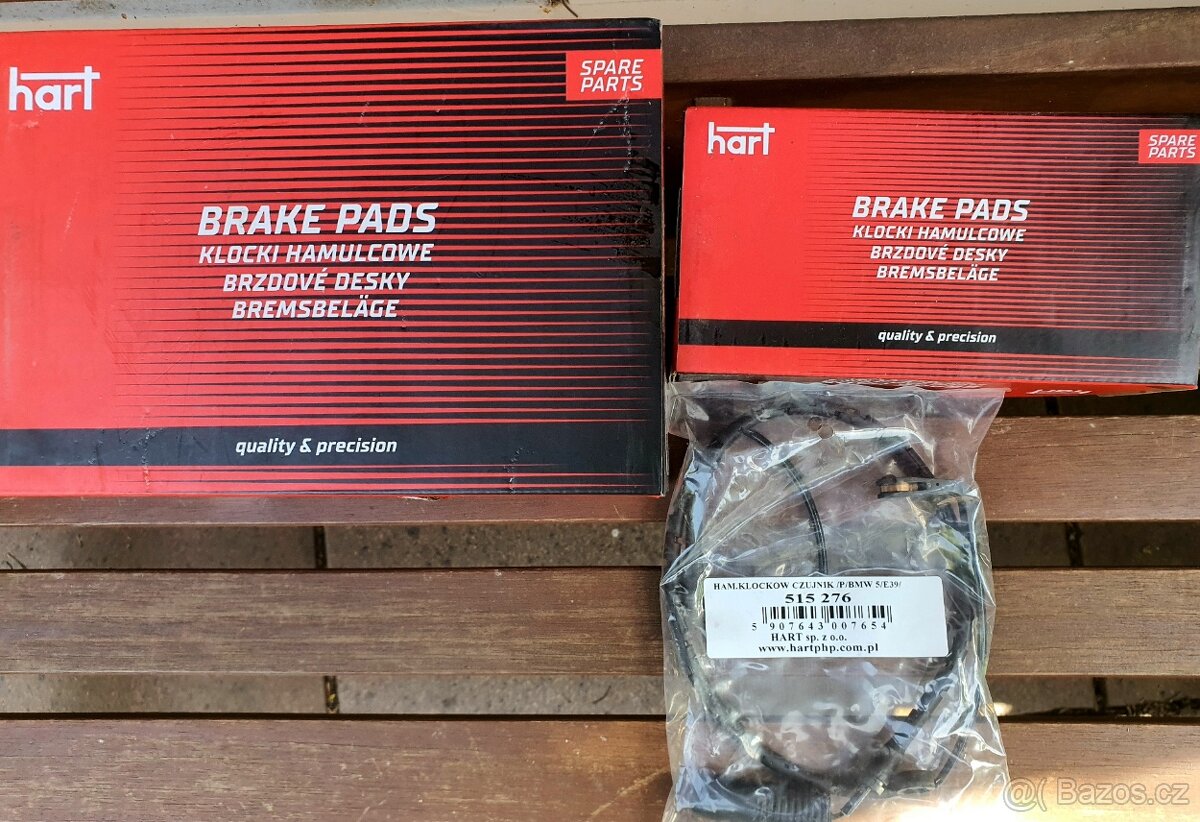 hart
SPARE
PARTS
BRAKE PADS
KLOCKI HAMULCOWE
BRZDOVÉ DESKY
BREMSBELÄGE
quality & precision
hart
SPARE
PARTS
BRAKE PADS
KLOCKI HAMULCOWE
BRZDOVÉ DESKY
BREMSBELÄGE
quality & precision
HAM.KLOCKOW CZUJNIK /P/BMW 5/E39/
515 276
5 907643 007654
HART sp. z o.o.
www.hartphp.com.pl
@( Bazos.cz